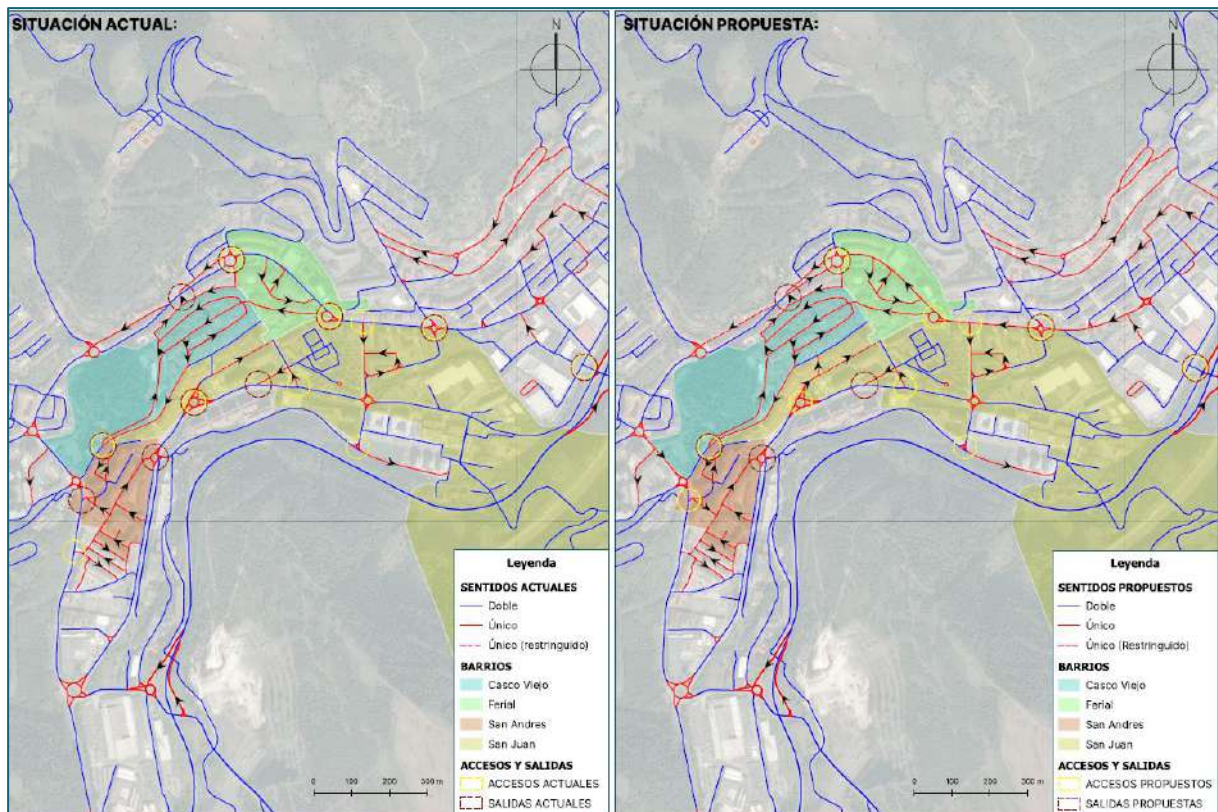 SITUACIÓN ACTUAL:
N
Leyenda
SENTIDOS ACTUALES
Doble
Único
Único (restringuido)
BARRIOS
Casco Viejo
Ferial
San Andres
San Juan
ACCESOS Y SALIDAS
ACCESOS ACTUALES
SALIDAS ACTUALES
0 100 200 300 m
SITUACIÓN PROPUESTA:
N
Leyenda
SENTIDOS PROPUESTOS
Doble
Único
Único (Restringuido)
BARRIOS
Casco Viejo
Ferial
San Andres
San Juan
ACCESOS Y SALIDAS
ACCESOS PROPUESTOS
SALIDAS PROPUESTAS
0 100 200 300 m